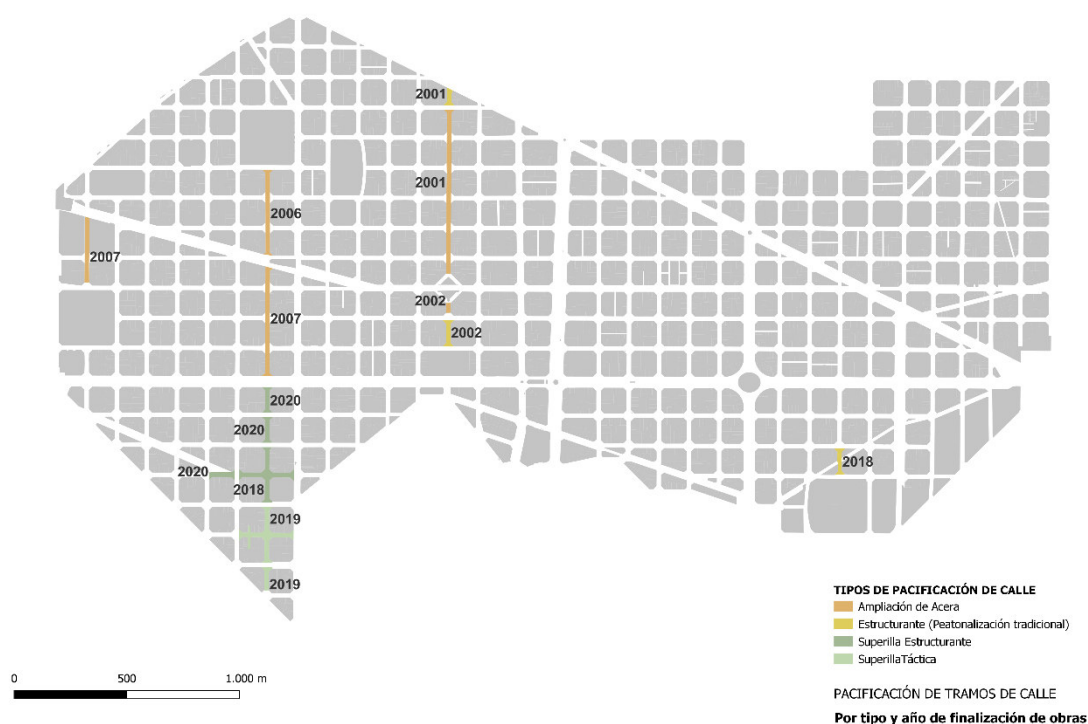 2001
2001
2006
2007
2002
2007
2002
2020
2020
2018
2020
2018
2019
2019
TIPOS DE PACIFICACIÓN DE CALLE
Ampliación de Acera
Estructurante (Peatonalización tradicional)
Superilla Estructurante
SuperillaTáctica
0 500 1.000 m
PACIFICACIÓN DE TRAMOS DE CALLE
Por tipo y año de finalización de obras